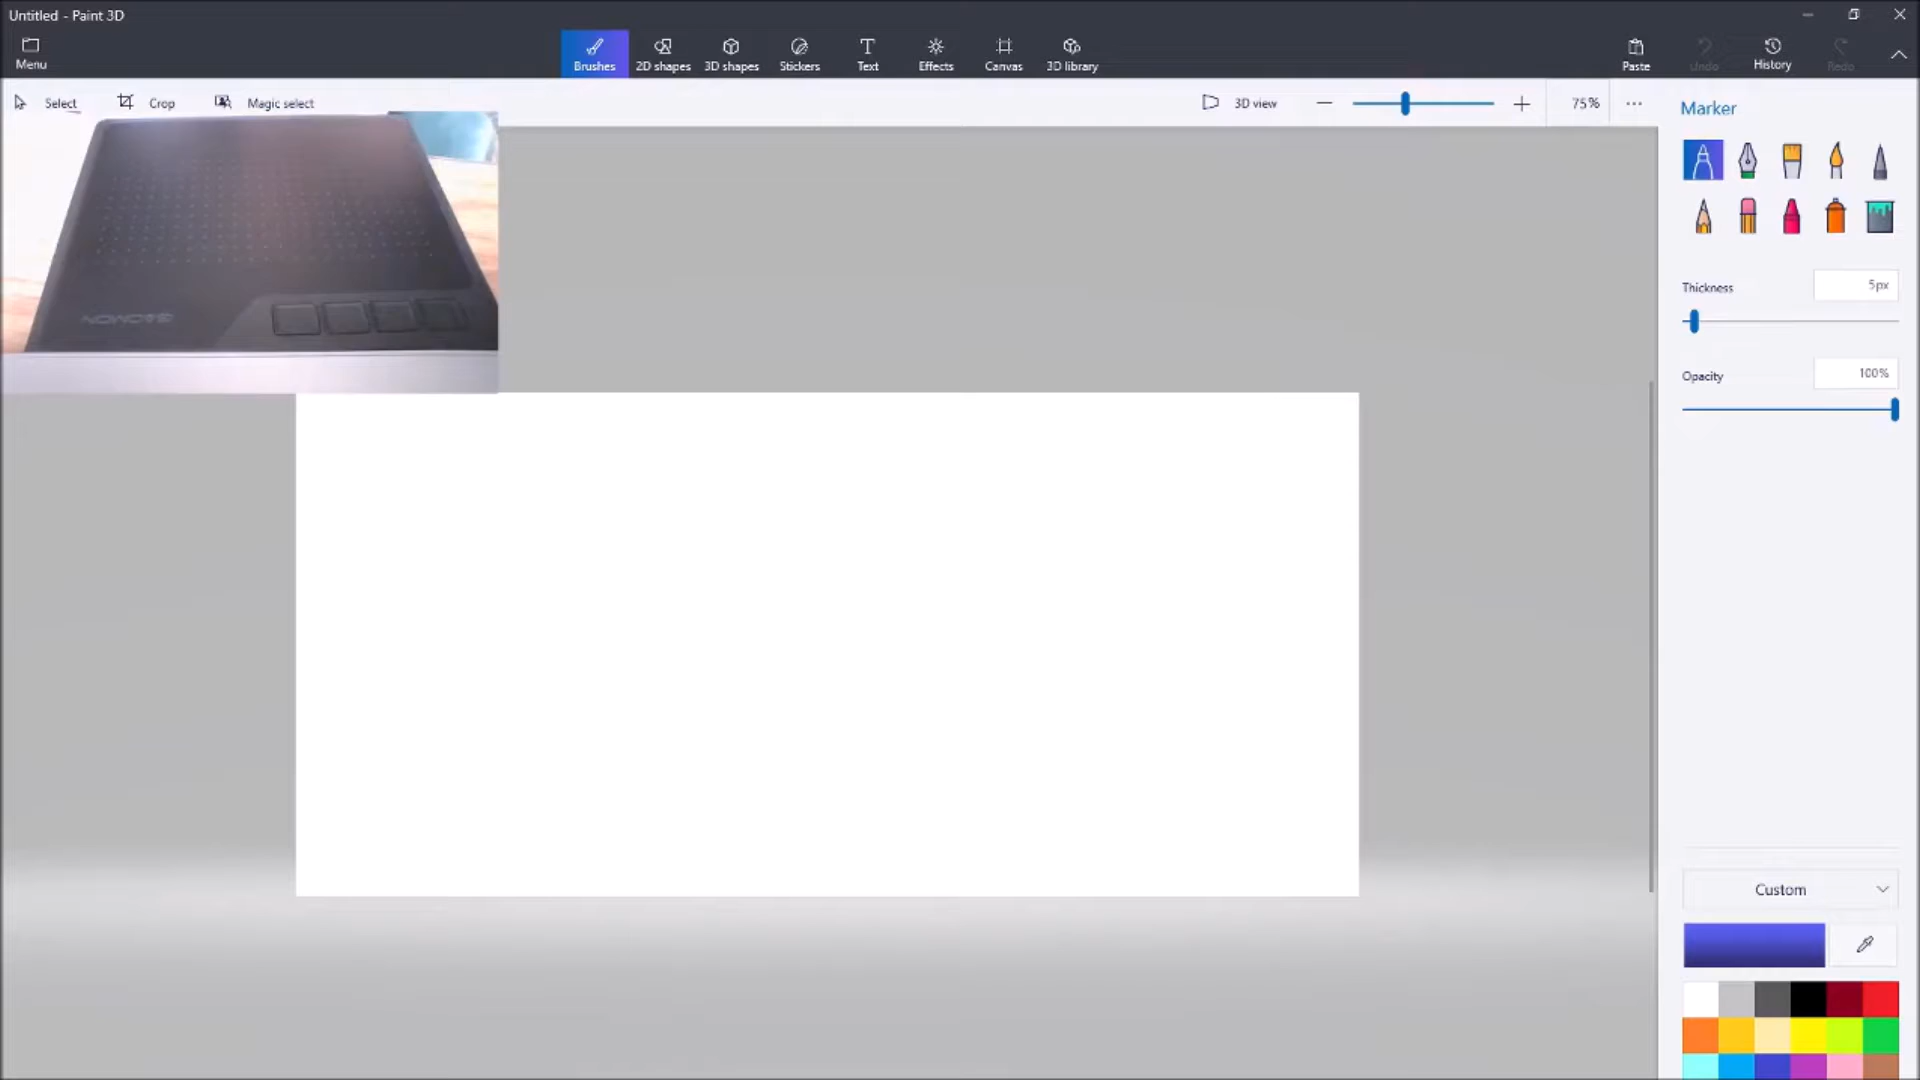 Untitled - Paint 3D
Menu
Brushes
2D shapes
3D shapes
Stickers
Text
Effects
Canvas
3D library
Paste
Undo
History
Redo
Select
Crop
Magic select
3D view
75%
Marker
Thickness
5px
Opacity
100%
Custom
GAOMON